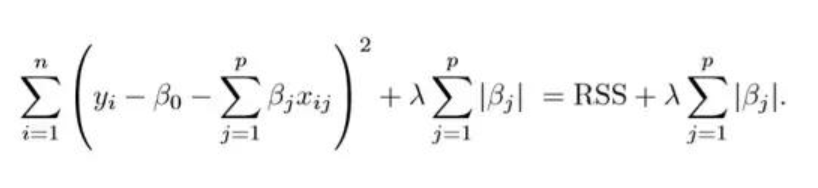 $$\sum_{i=1}^{n} \left( y_i - \beta_0 - \sum_{j=1}^{p} \beta_j x_{ij} \right)^2 + \lambda \sum_{j=1}^{p} |\beta_j| = \text{RSS} + \lambda \sum_{j=1}^{p} |\beta_j|.$$